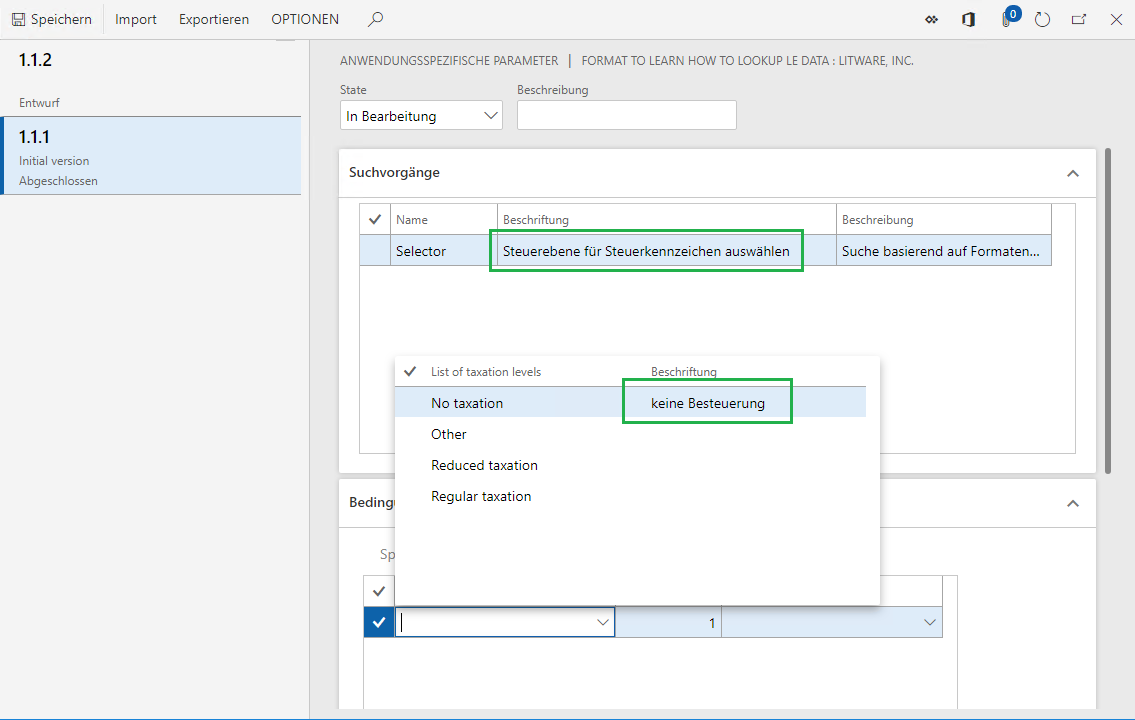 Speichern Import Exportieren OPTIONEN 0
1.1.2
Entwurf
1.1.1
Initial version
Abgeschlossen
ANWENDUNGSSPEZIFISCHE PARAMETER | FORMAT TO LEARN HOW TO LOOKUP LE DATA : LITWARE, INC.
State Beschreibung
In Bearbeitung
Suchvorgänge
Name Beschriftung Beschreibung
Selector Steuerebene für Steuerkennzeichen auswählen Suche basierend auf Formaten...
List of taxation levels Beschriftung
No taxation keine Besteuerung
Other
Reduced taxation
Regular taxation
1